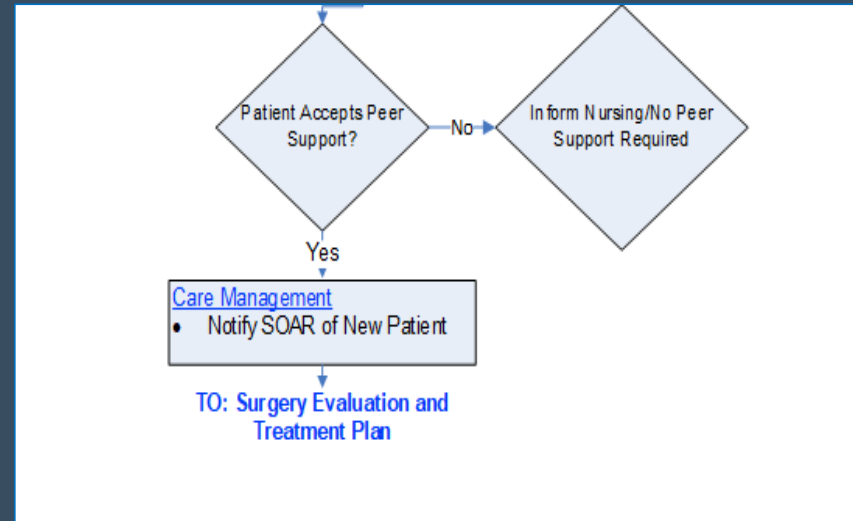 Patient Accepts Peer
Support?
No
Inform Nursing/No Peer
Support Required
Yes
Care Management
• Notify SOAR of New Patient
TO: Surgery Evaluation and
Treatment Plan